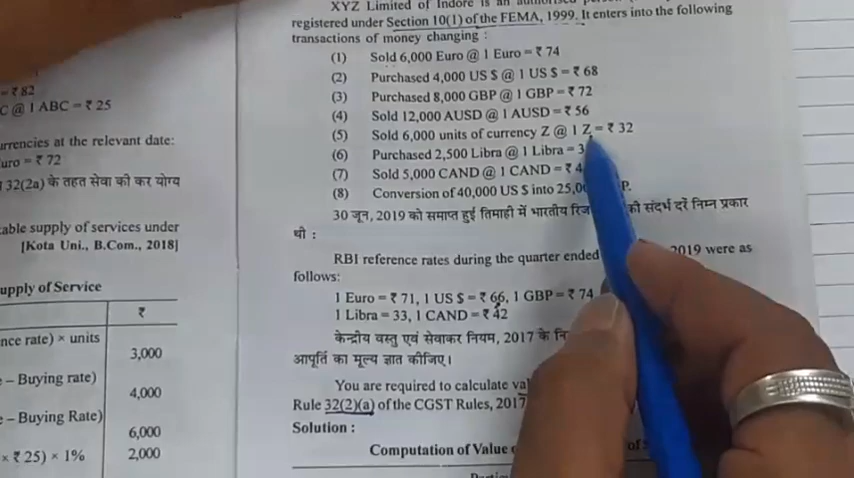 XYZ Limited of Indore is an authorised
registered under Section 10(1) of the FEMA, 1999. It enters into the following
transactions of money changing :
(1) Sold 6,000 Euro @ 1 Euro = ₹ 74
(2) Purchased 4,000 US $ @ 1 US $ = ₹ 68
(3) Purchased 8,000 GBP @ 1 GBP = ₹ 72
(4) Sold 12,000 AUSD @ 1 AUSD = ₹ 56
(5) Sold 6,000 units of currency Z @ 1 Z = ₹ 32
(6) Purchased 2,500 Libra @ 1 Libra = 3
(7) Sold 5,000 CAND @ 1 CAND = ₹ 4
(8) Conversion of 40,000 US $ into 25,0 P.
30 जून, 2019 को समाप्त हुई तिमाही में भारतीय की संदर्भ दरें निम्न प्रकार
थी :
RBI reference rates during the quarter ended 2019 were as
follows:
1 Euro = ₹ 71, 1 US $ = ₹ 66, 1 GBP = ₹ 74
1 Libra = 33, 1 CAND = ₹ 42
केन्द्रीय वस्तु एवं सेवाकर नियम, 2017 के
आपूर्ति का मूल्य ज्ञात कीजिए।
You are required to calculate
Rule 32(2)(a) of the CGST Rules, 2017
Solution :
Computation of Value of
= ₹ 82
C @ 1 ABC = ₹ 25
urrencies at the relevant date:
uro = ₹ 72
32(2a) के तहत सेवा की कर योग्य
able supply of services under
[Kota Uni., B.Com., 2018]
upply of Service
₹
nce rate) × units
3,000
e – Buying rate)
4,000
e – Buying Rate)
6,000
× ₹ 25) × 1% 2,000